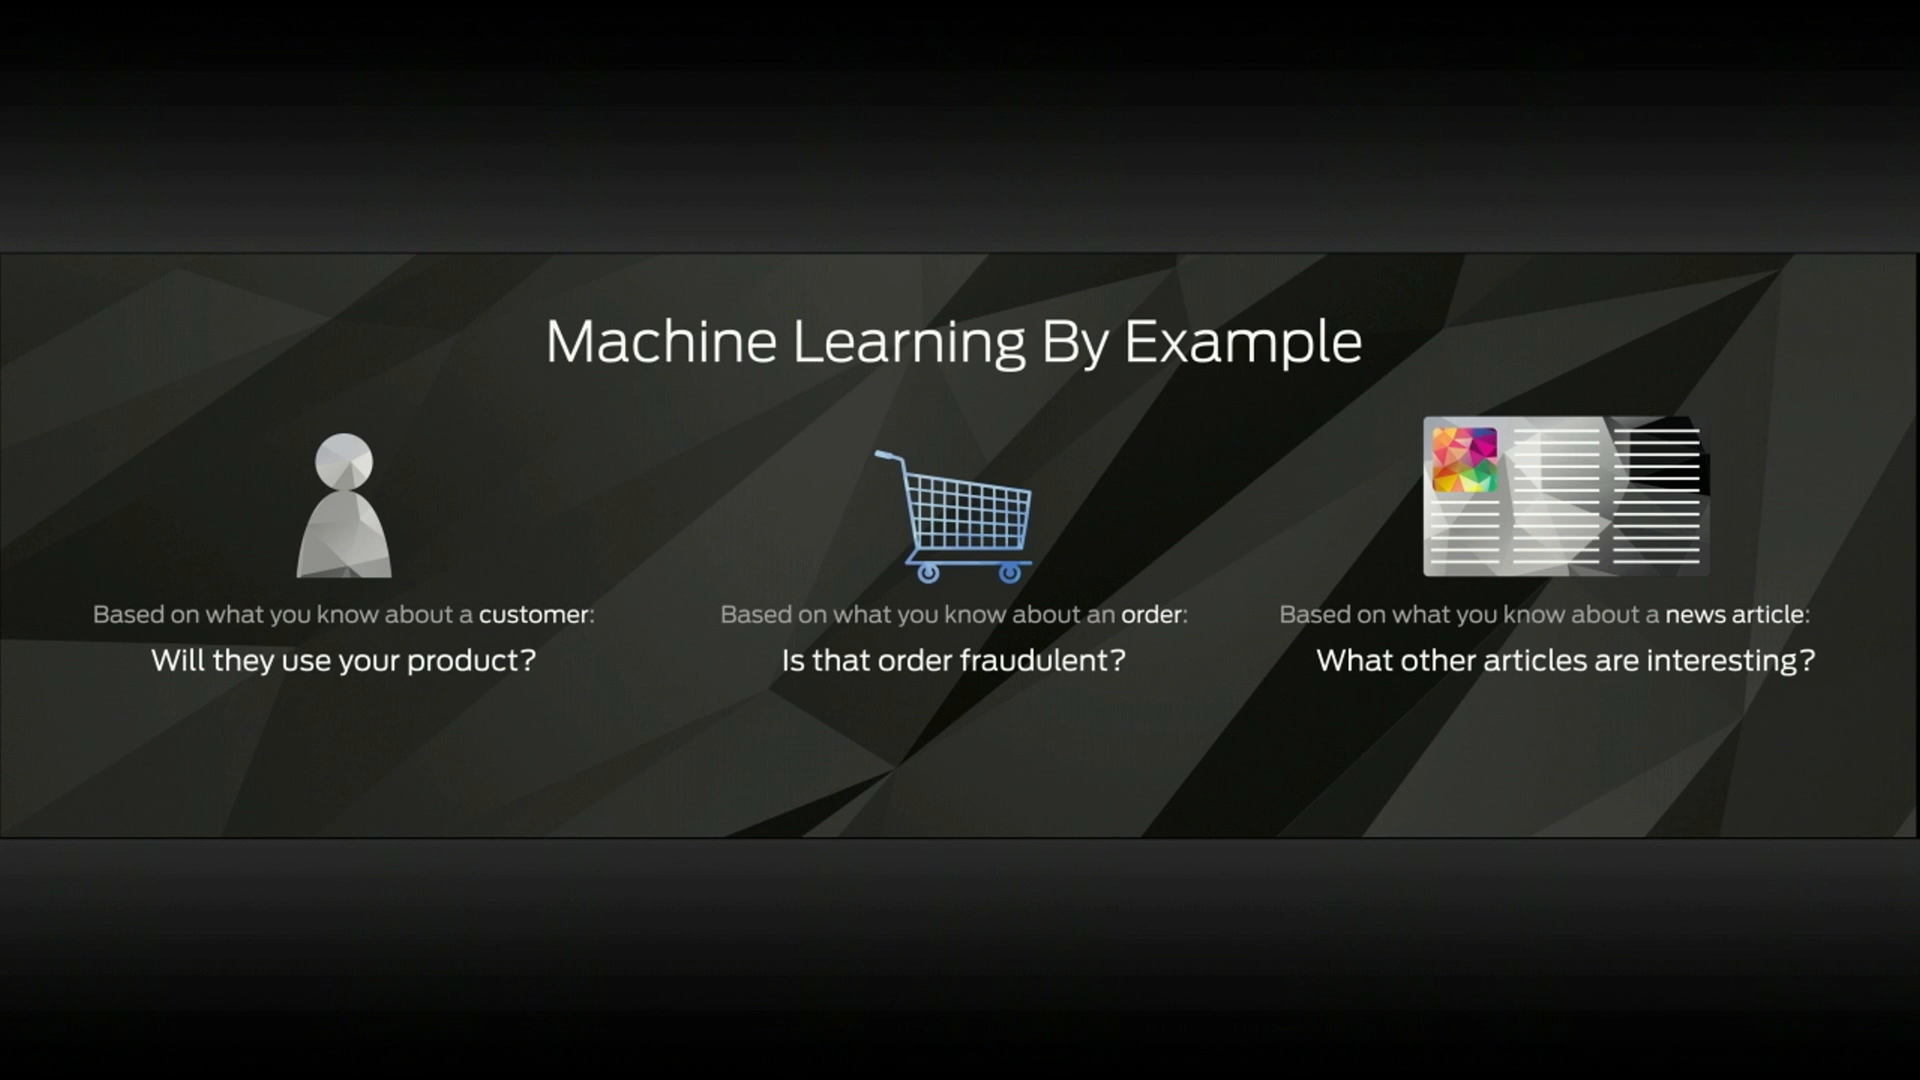 Machine Learning By Example
Based on what you know about a customer:
Will they use your product?
Based on what you know about an order:
Is that order fraudulent?
Based on what you know about a news article:
What other articles are interesting?